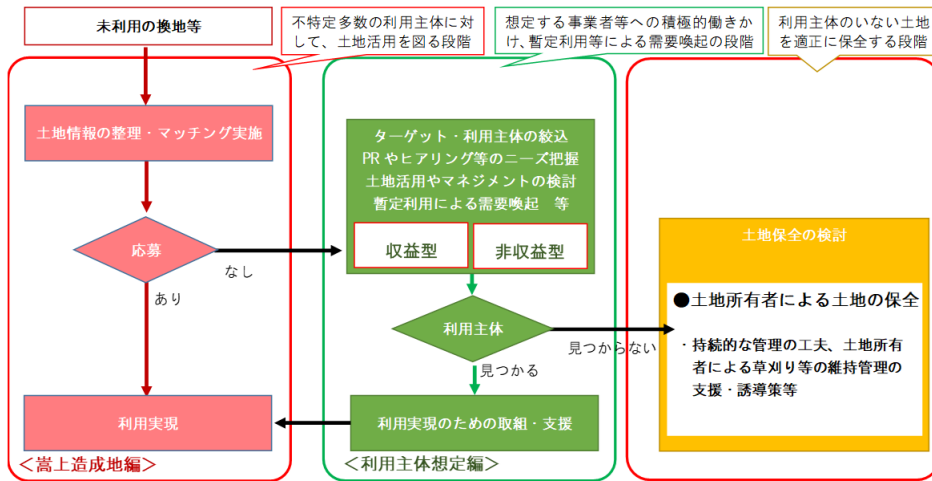 未利用の換地等
不特定多数の利用主体に対
して、土地活用を図る段階
想定する事業者等への積極的働きか
け、暫定利用等による需要喚起の段階
利用主体のいない土地
を適正に保全する段階
土地情報の整理・マッチング実施
応募
なし
あり
利用実現
＜嵩上造成地編＞
ターゲット・利用主体の絞込
PRやヒアリング等のニーズ把握
土地活用やマネジメントの検討
暫定利用による需要喚起　等
収益型
非収益型
利用主体
見つからない
見つかる
利用実現のための取組・支援
＜利用主体想定編＞
土地保全の検討
●土地所有者による土地の保全
・持続的な管理の工夫、土地所有
者による草刈り等の維持管理の
支援・誘導策等